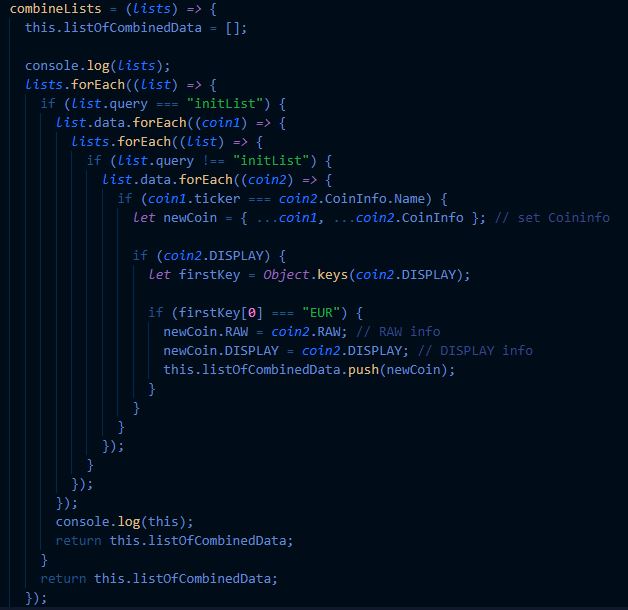 combineLists = (lists) => {
  this.listOfCombinedData = [];

  console.log(lists);
  lists.forEach((list) => {
    if (list.query === "initList") {
      list.data.forEach((coin1) => {
        lists.forEach((list) => {
          if (list.query !== "initList") {
            list.data.forEach((coin2) => {
              if (coin1.ticker === coin2.CoinInfo.Name) {
                let newCoin = { ...coin1, ...coin2.CoinInfo }; // set Coininfo

                if (coin2.DISPLAY) {
                  let firstKey = Object.keys(coin2.DISPLAY);

                  if (firstKey[0] === "EUR") {
                    newCoin.RAW = coin2.RAW; // RAW info
                    newCoin.DISPLAY = coin2.DISPLAY; // DISPLAY info
                    this.listOfCombinedData.push(newCoin);
                  }
                }
              }
            });
          }
        });
      });
      console.log(this);
      return this.listOfCombinedData;
    }
    return this.listOfCombinedData;
  });